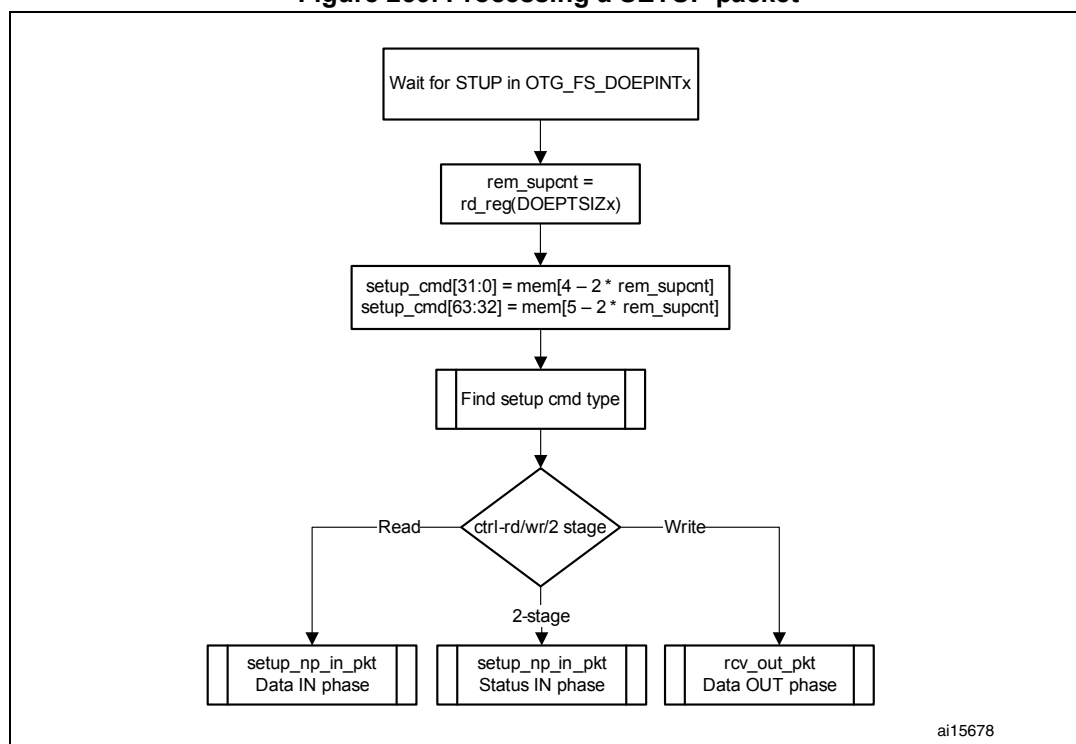 Wait for STUP in OTG_FS_DOEPINTx
rem_supcnt =
rd_reg(DOEPTSIZx)
setup_cmd[31:0] = mem[4 – 2 * rem_supcnt]
setup_cmd[63:32] = mem[5 – 2 * rem_supcnt]
Find setup cmd type
Read
ctrl-rd/wr/2 stage
Write
2-stage
setup_np_in_pkt
Data IN phase
setup_np_in_pkt
Status IN phase
rcv_out_pkt
Data OUT phase
ai15678